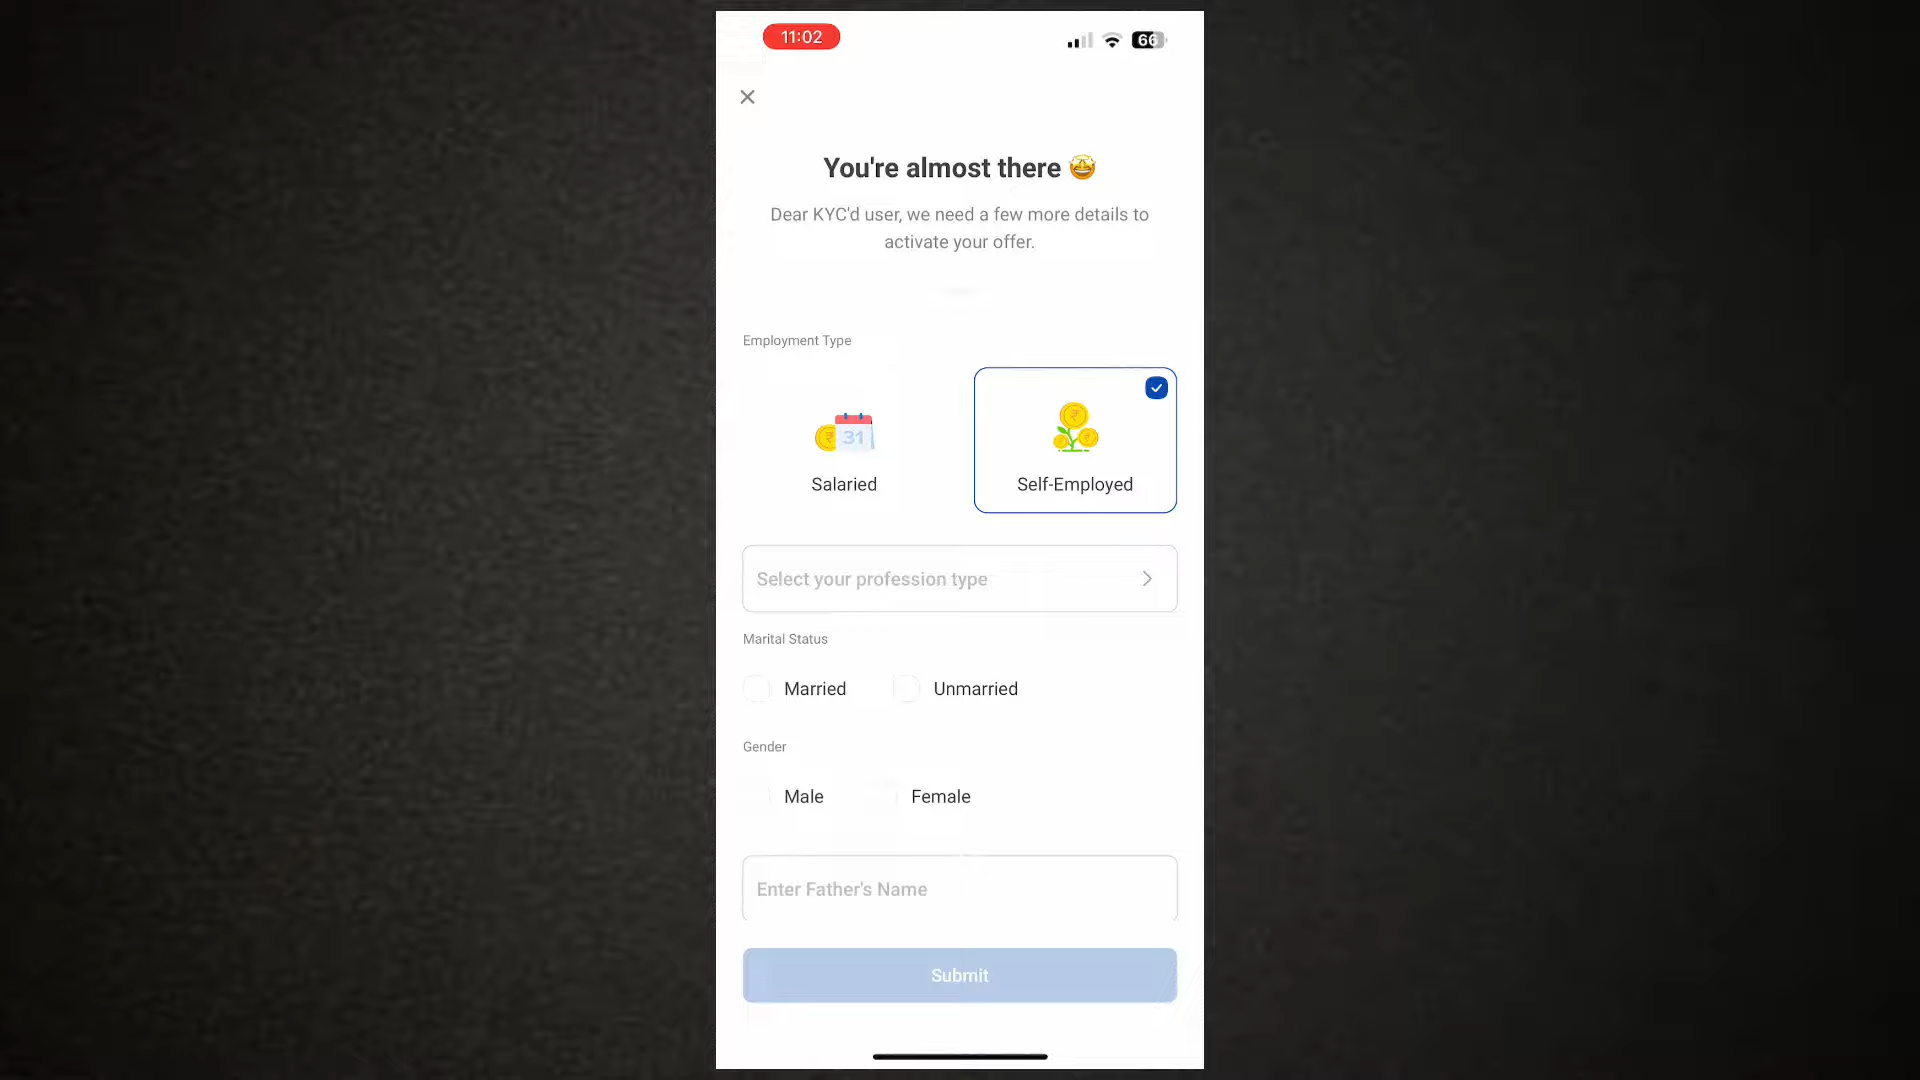 11:02
66
You're almost there 🤩
Dear KYC'd user, we need a few more details to
activate your offer.
Employment Type
31
Salaried
Self-Employed
Select your profession type
Marital Status
Married
Unmarried
Gender
Male
Female
Enter Father's Name
Submit